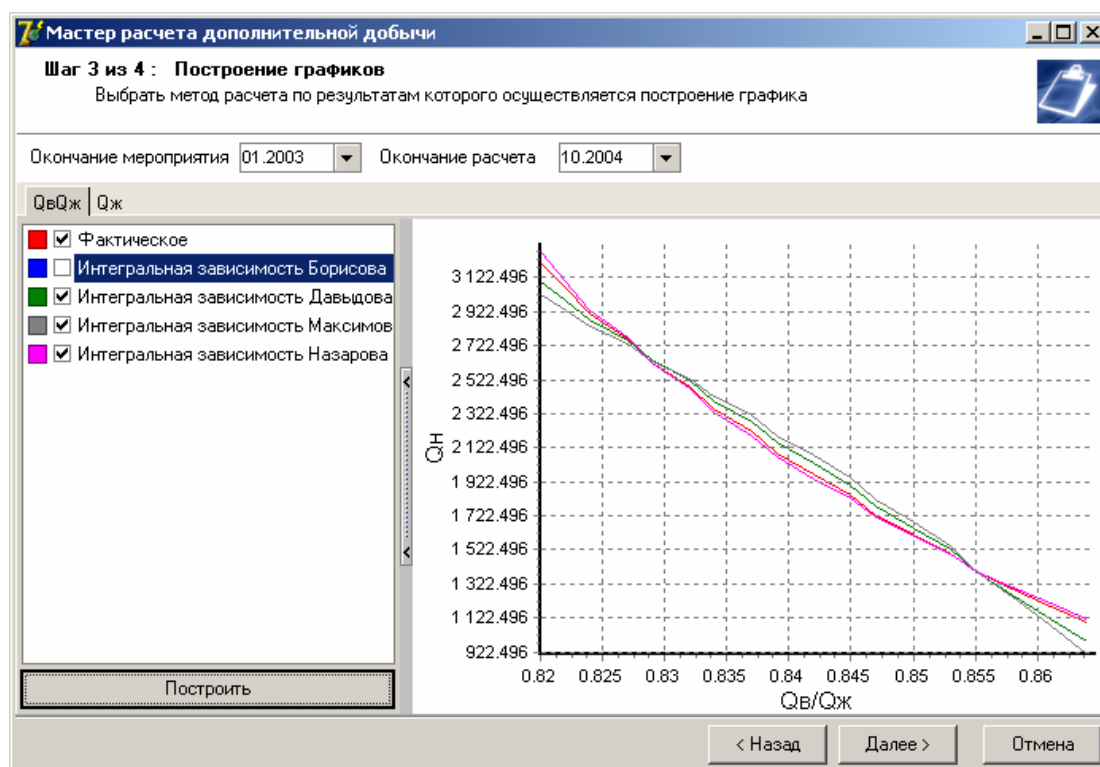 Мастер расчета дополнительной добычи
Шаг 3 из 4 : Построение графиков
Выбрать метод расчета по результатам которого осуществляется построение графика
Окончание мероприятия 01.2003 Окончание расчета 10.2004
QвQж Qж
Фактическое
Интегральная зависимость Борисова
Интегральная зависимость Давыдова
Интегральная зависимость Максимов
Интегральная зависимость Назарова
Построить
Qн
3 122.496
2 922.496
2 722.496
2 522.496
2 322.496
2 122.496
1 922.496
1 722.496
1 522.496
1 322.496
1 122.496
922.496
0.82 0.825 0.83 0.835 0.84 0.845 0.85 0.855 0.86
Qв/Qж
< Назад Далее > Отмена